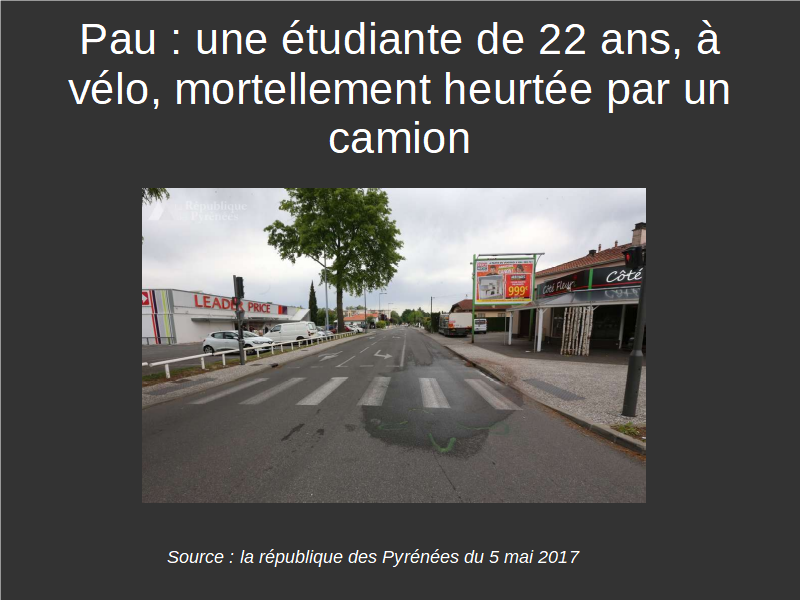 Pau : une étudiante de 22 ans, à
vélo, mortellement heurtée par un
camion
République
Pyrénées
LEADER PRICE
999€
Côté Fleur
Côté
Source : la république des Pyrénées du 5 mai 2017